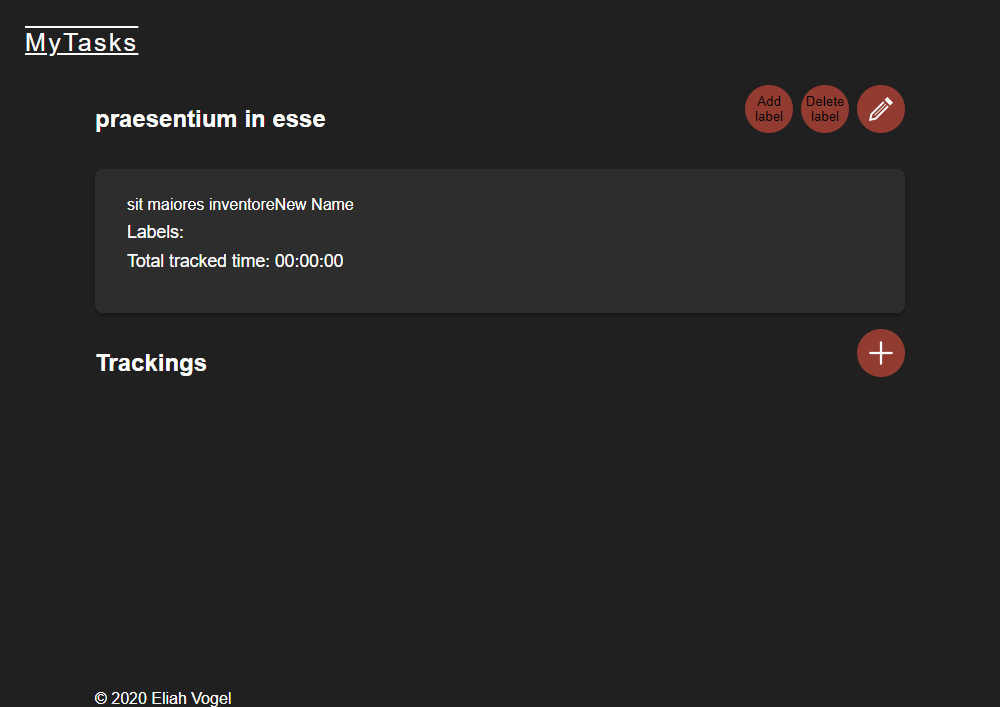 MyTasks
praesentium in esse
Add
label
Delete
label
sit maiores inventoreNew Name
Labels:
Total tracked time: 00:00:00
Trackings
© 2020 Eliah Vogel